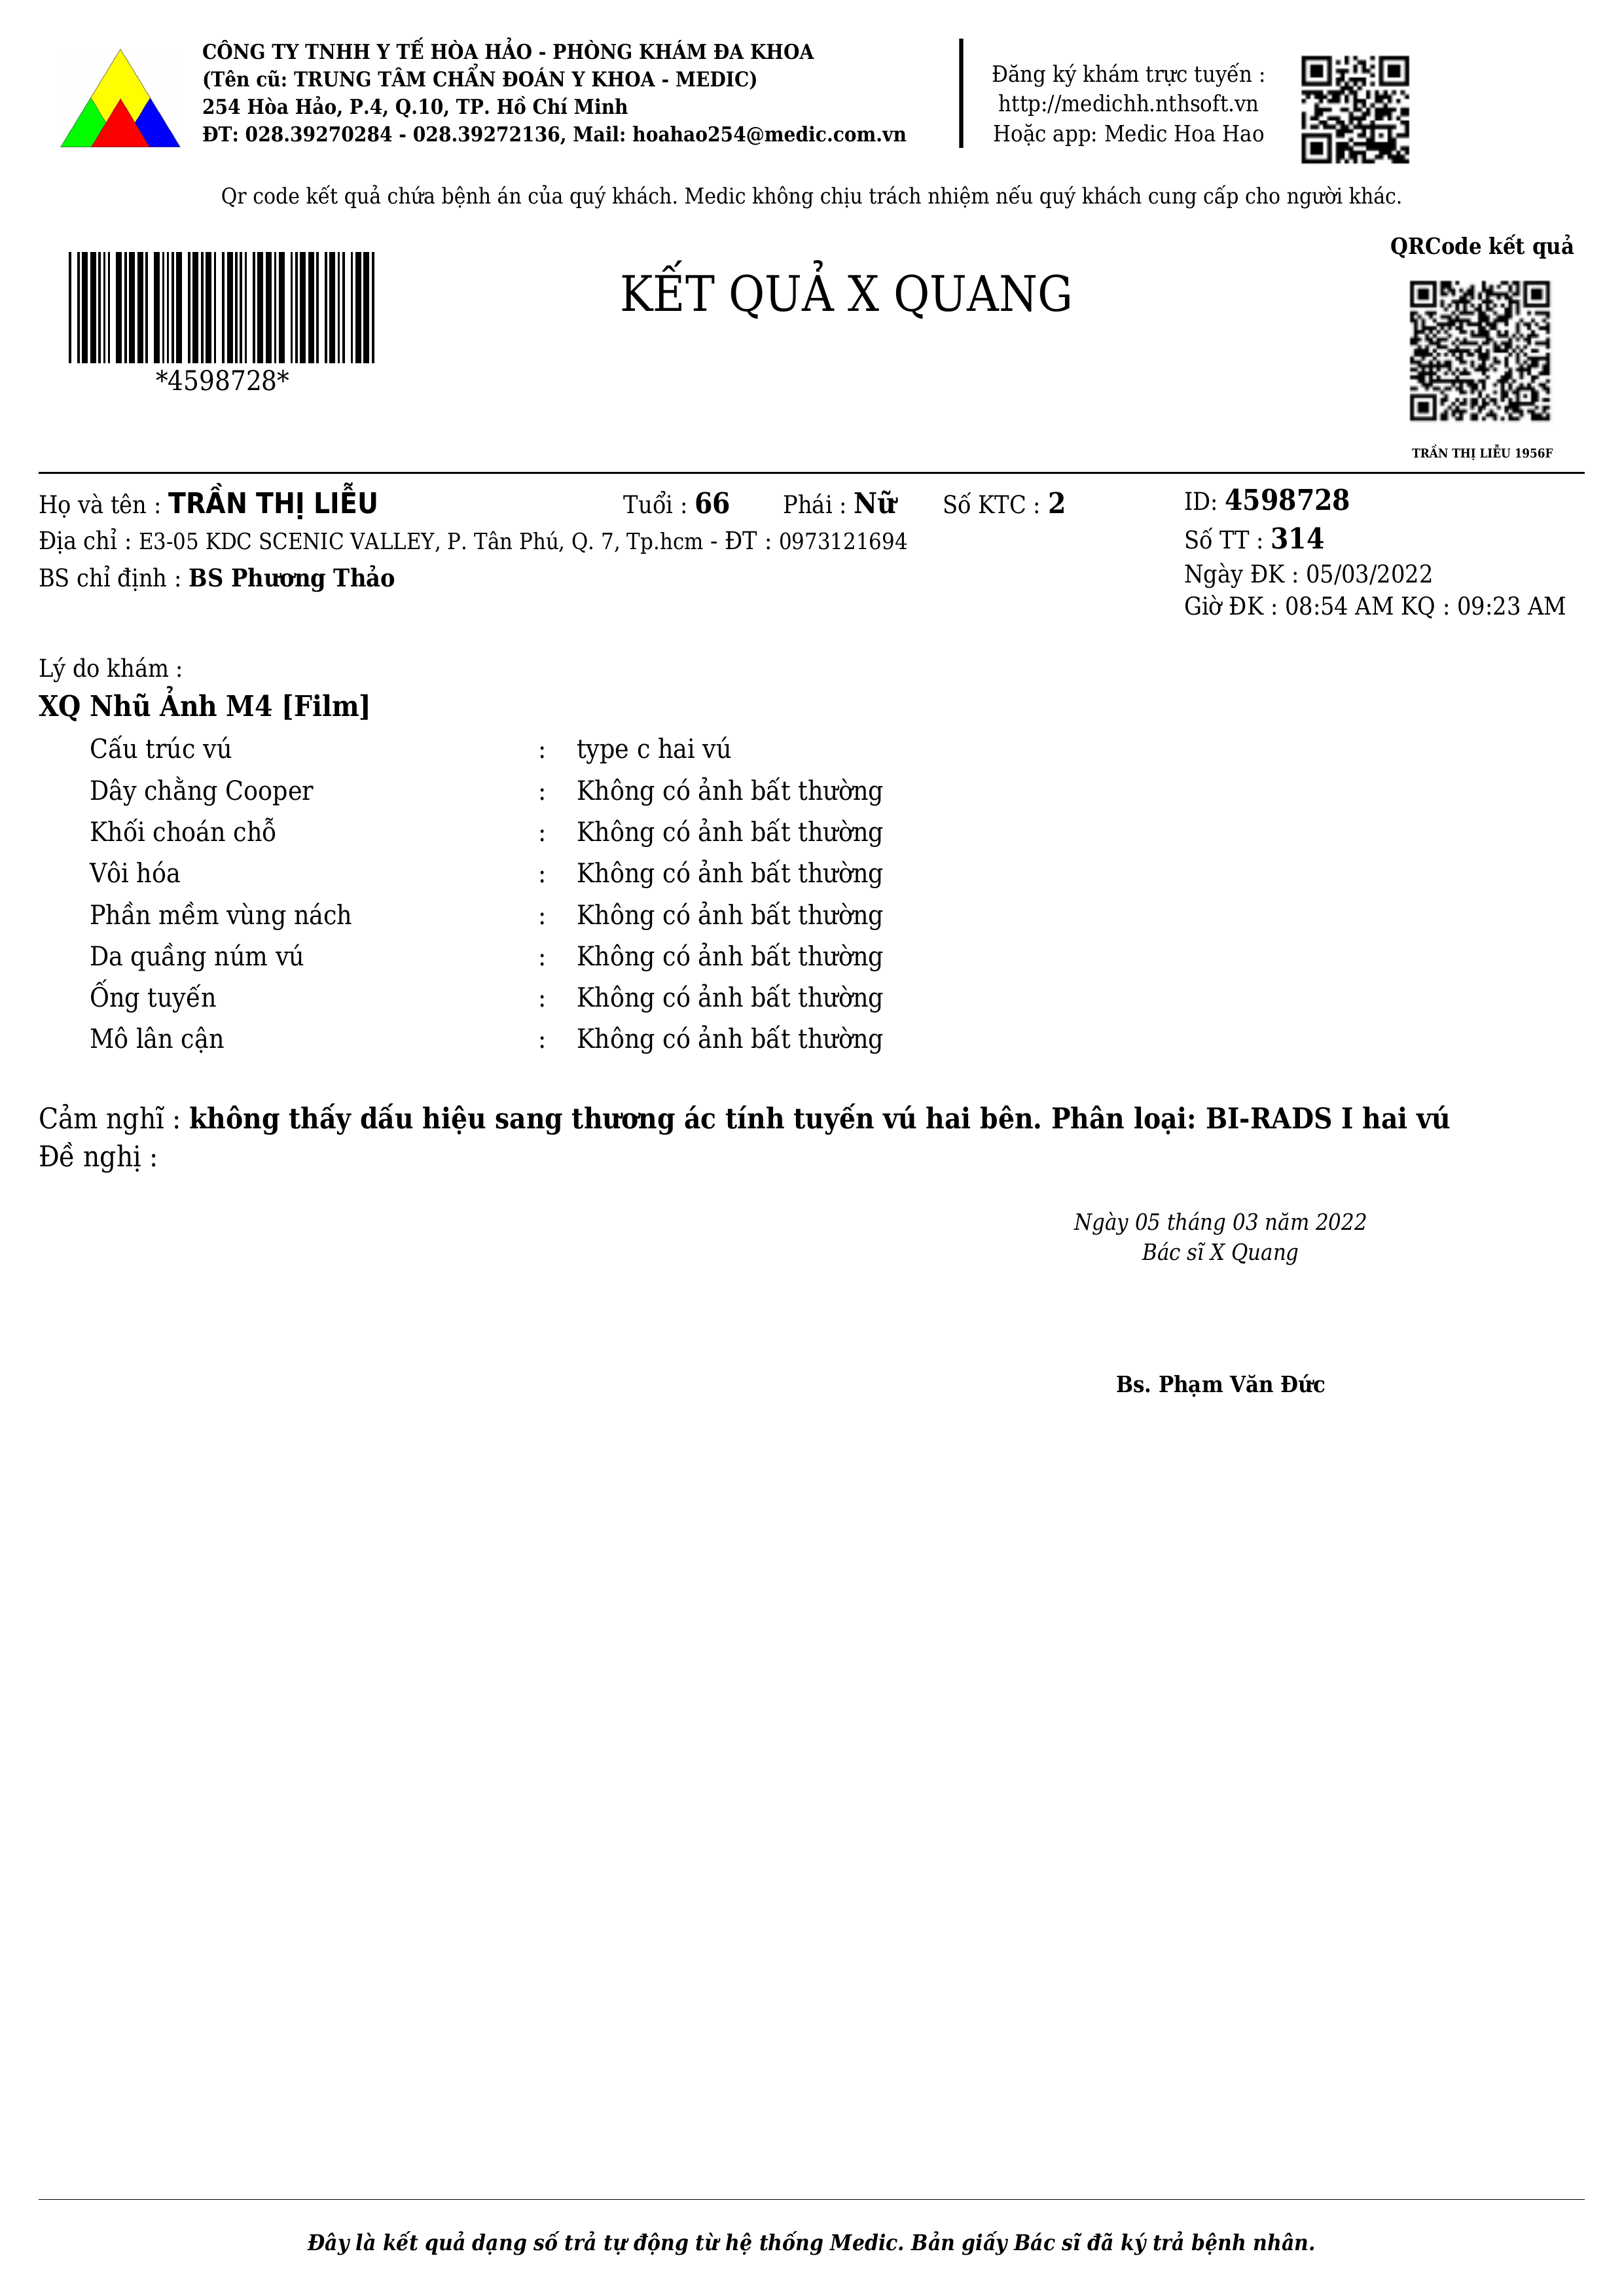 CÔNG TY TNHH Y TẾ HÒA HẢO - PHÒNG KHÁM ĐA KHOA
(Tên cũ: TRUNG TÂM CHẨN ĐOÁN Y KHOA - MEDIC)
254 Hòa Hảo, P.4, Q.10, TP. Hồ Chí Minh
ĐT: 028.39270284 - 028.39272136, Mail: hoahao254@medic.com.vn
Đăng ký khám trực tuyến :
http://medichh.nthsoft.vn
Hoặc app: Medic Hoa Hao
Qr code kết quả chứa bệnh án của quý khách. Medic không chịu trách nhiệm nếu quý khách cung cấp cho người khác.
*4598728*
KẾT QUẢ X QUANG
QRCode kết quả
TRẦN THỊ LIỄU 1956F
Họ và tên : TRẦN THỊ LIỄU Tuổi : 66 Phái : Nữ Số KTC : 2
Địa chỉ : E3-05 KDC SCENIC VALLEY, P. Tân Phú, Q. 7, Tp.hcm - ĐT : 0973121694
BS chỉ định : BS Phương Thảo
ID: 4598728
Số TT : 314
Ngày ĐK : 05/03/2022
Giờ ĐK : 08:54 AM KQ : 09:23 AM
Lý do khám :
XQ Nhũ Ảnh M4 [Film]
Cấu trúc vú : type c hai vú
Dây chằng Cooper : Không có ảnh bất thường
Khối choán chỗ : Không có ảnh bất thường
Vôi hóa : Không có ảnh bất thường
Phần mềm vùng nách : Không có ảnh bất thường
Da quầng núm vú : Không có ảnh bất thường
Ống tuyến : Không có ảnh bất thường
Mô lân cận : Không có ảnh bất thường
Cảm nghĩ : không thấy dấu hiệu sang thương ác tính tuyến vú hai bên. Phân loại: BI-RADS I hai vú
Đề nghị :
Ngày 05 tháng 03 năm 2022
Bác sĩ X Quang
Bs. Phạm Văn Đức
Đây là kết quả dạng số trả tự động từ hệ thống Medic. Bản giấy Bác sĩ đã ký trả bệnh nhân.